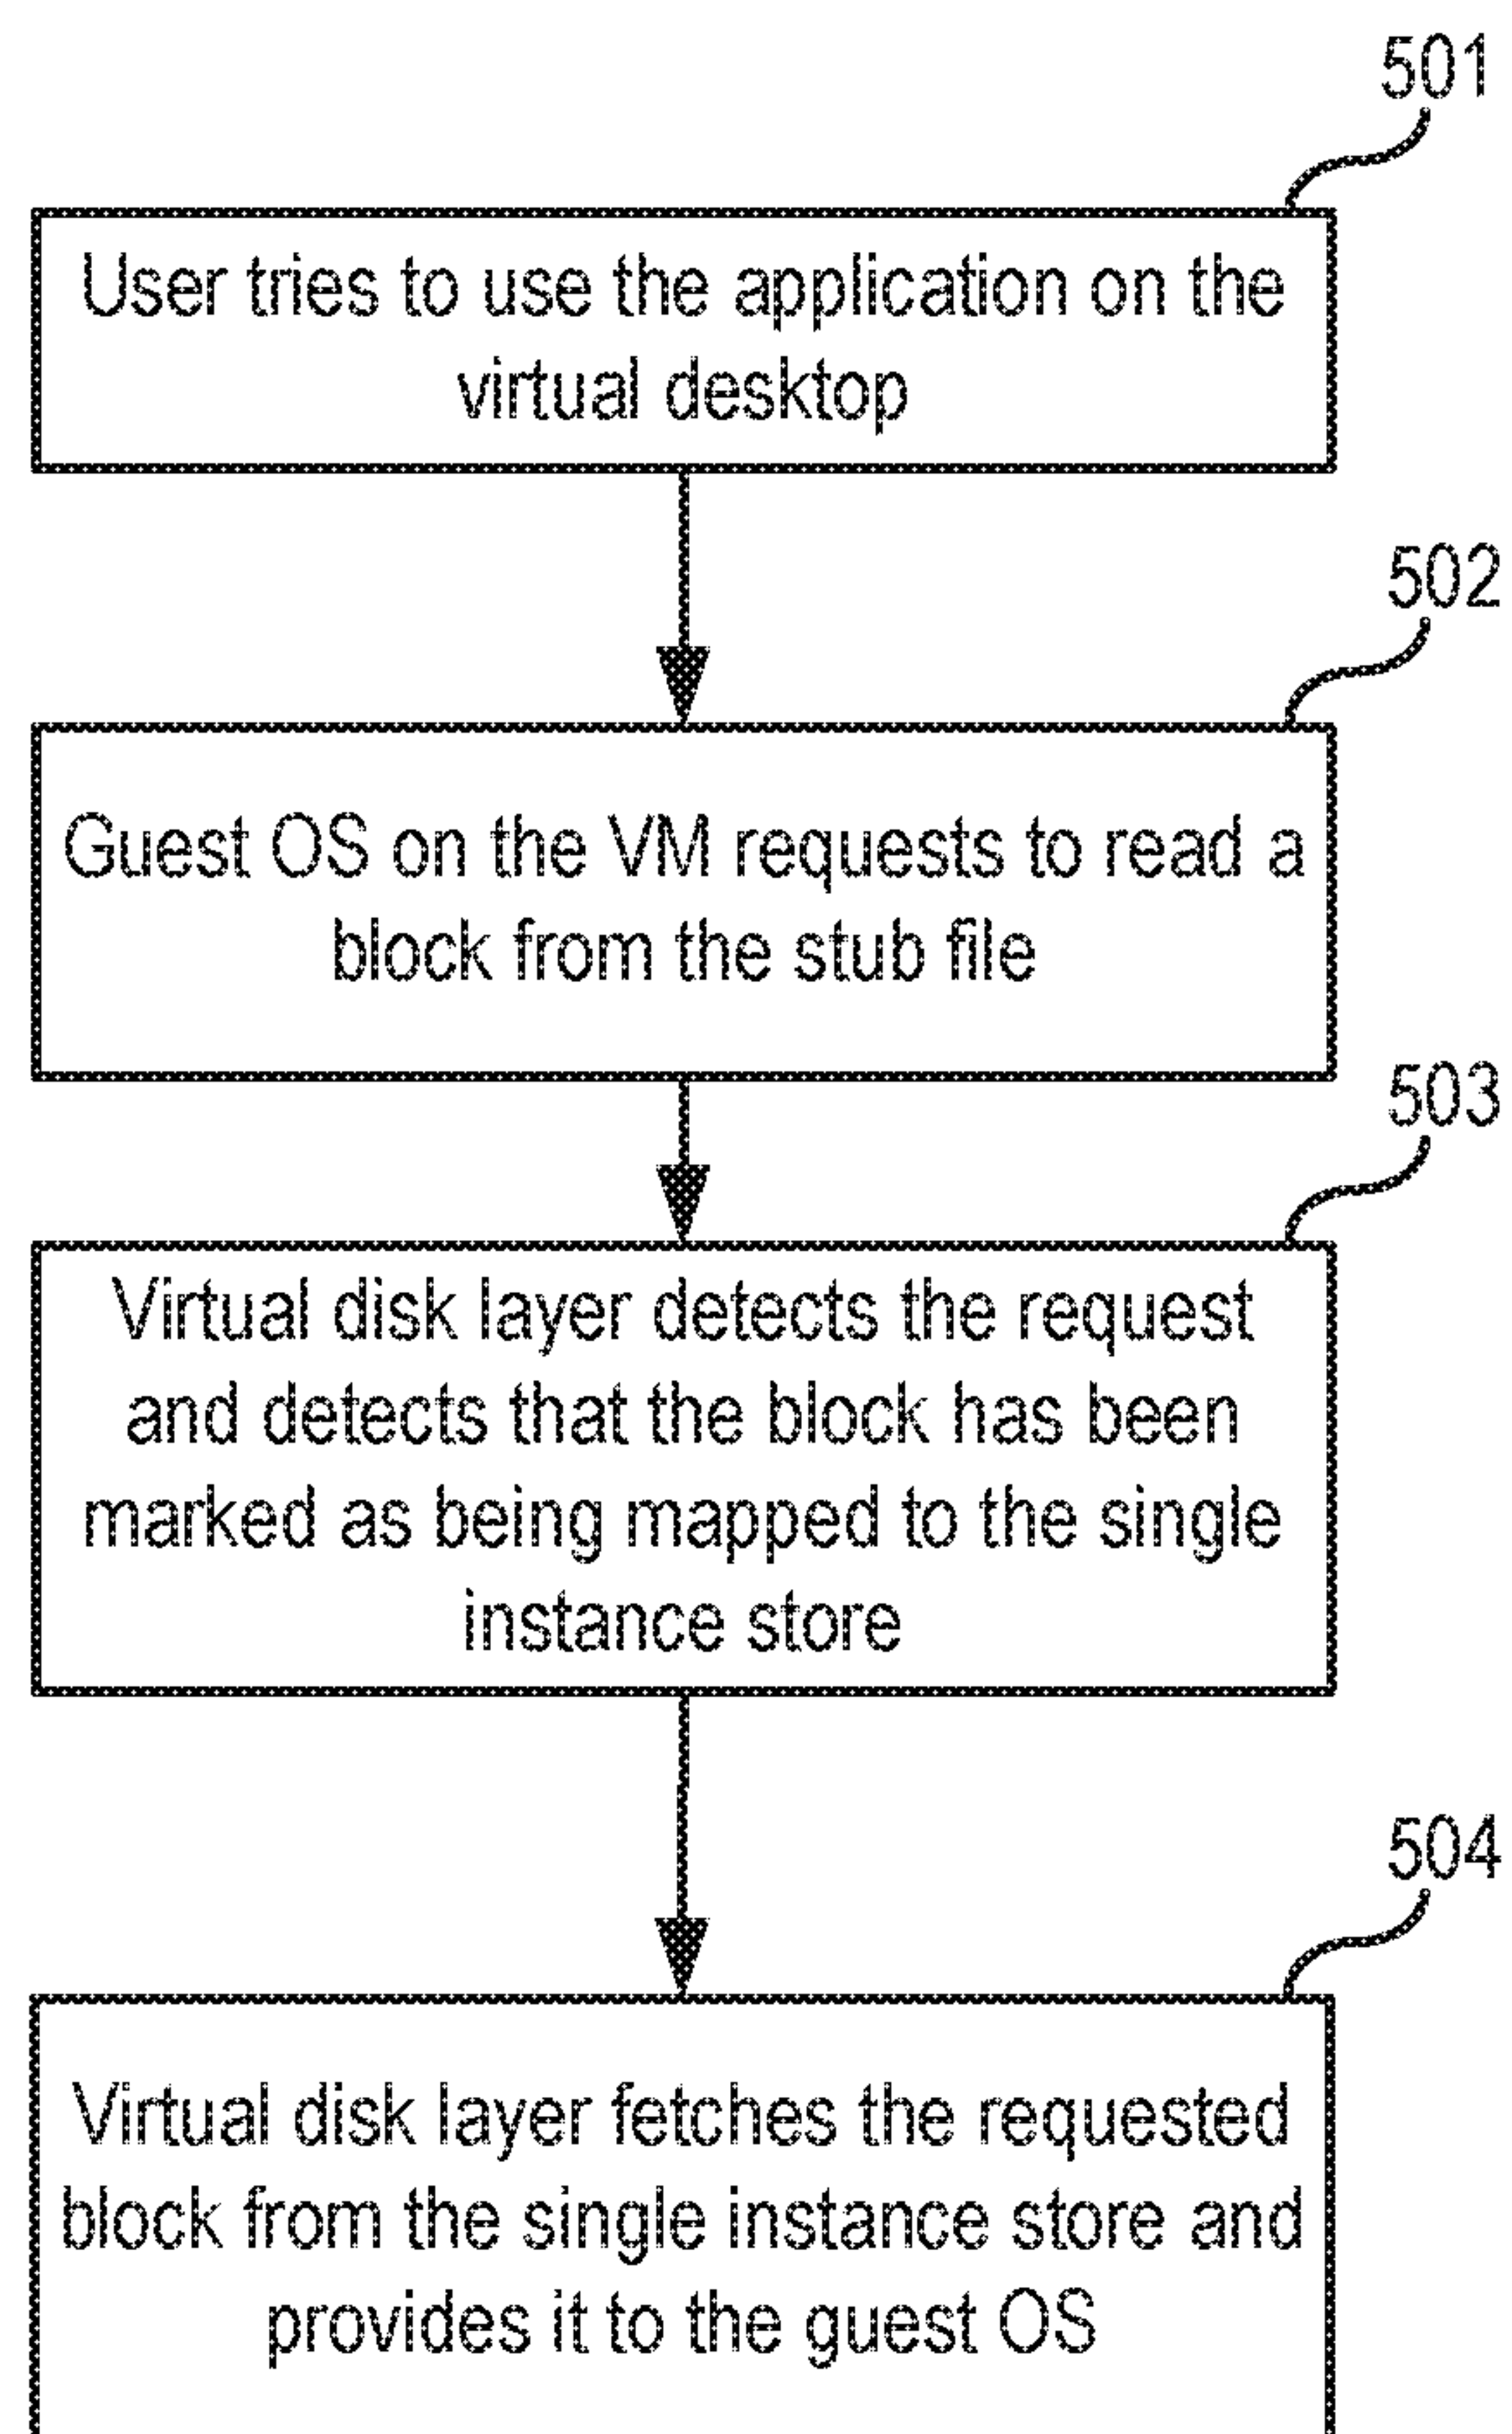 501
User tries to use the application on the
virtual desktop
502
Guest OS on the VM requests to read a
block from the stub file
503
Virtual disk layer detects the request
and detects that the block has been
marked as being mapped to the single
instance store
504
Virtual disk layer fetches the requested
block from the single instance store and
provides it to the guest OS